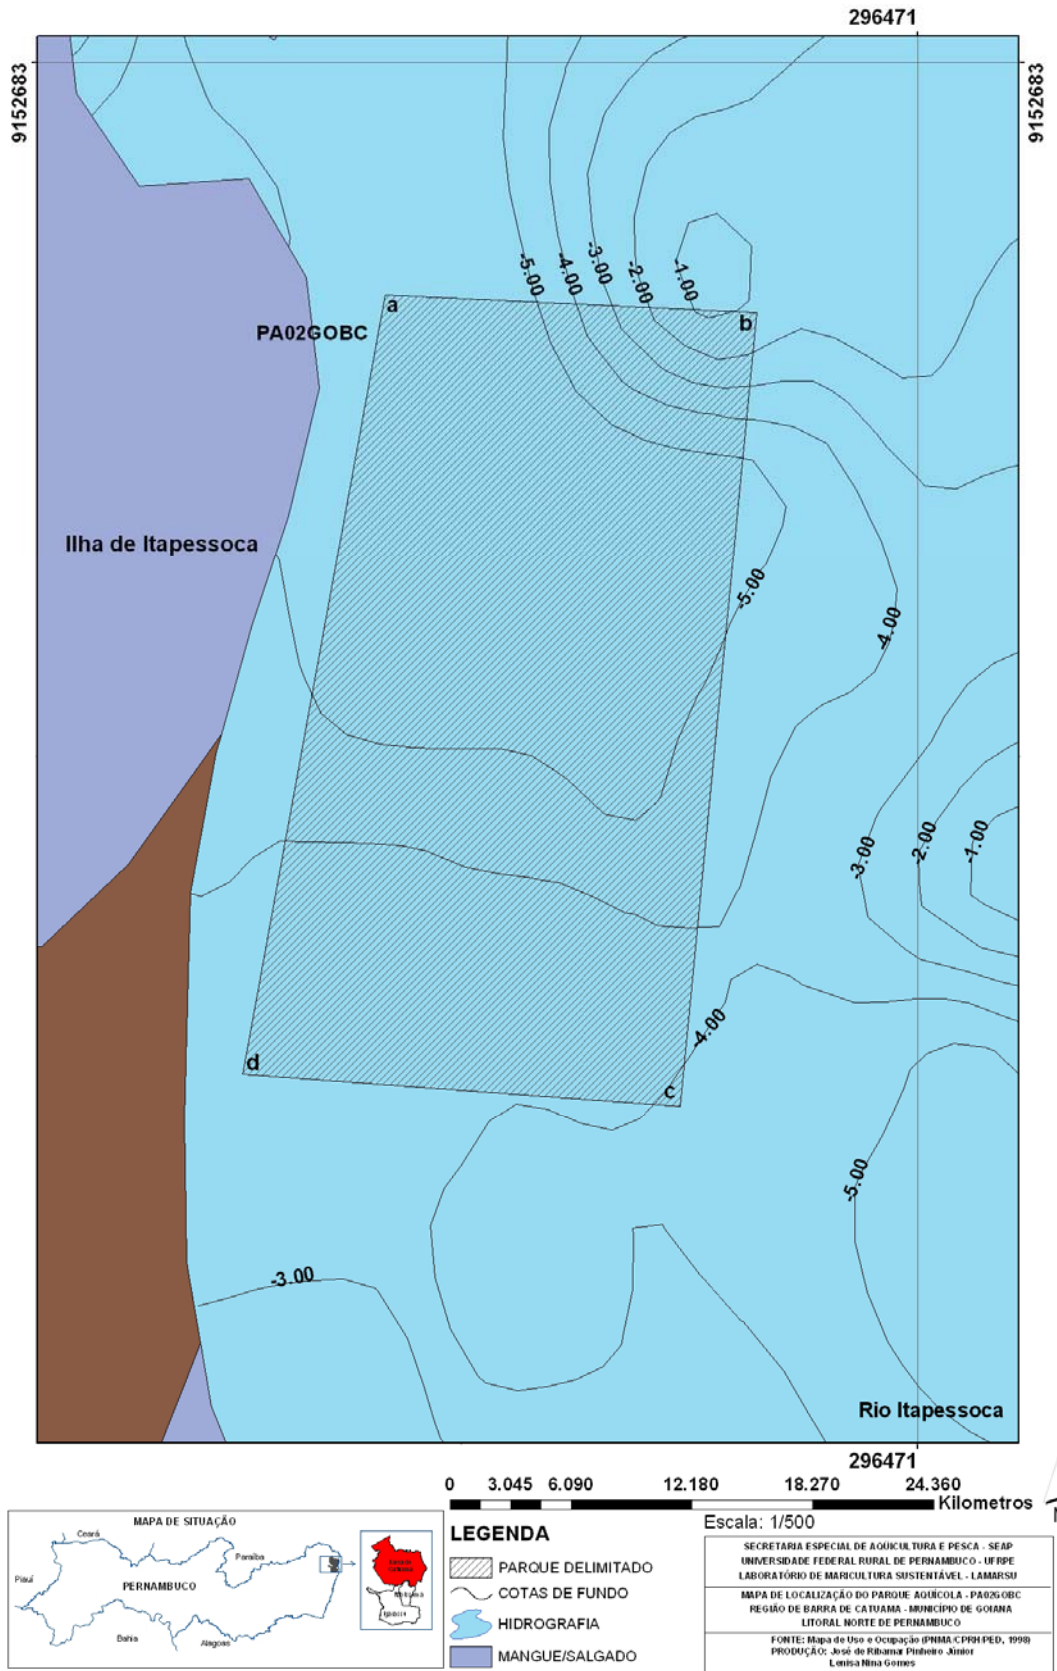 296471
9152683
9152683
-5.00
-4.00
-3.00
-2.00
-1.00
a
b
PA02GOBC
Ilha de Itapessoca
-5.00
-4.00
-3.00
-2.00
-1.00
-4.00
d
c
-5.00
-3.00
Rio Itapessoca
296471
0 3.045 6.090 12.180 18.270 24.360
Kilometros
N
Escala: 1/500
MAPA DE SITUAÇÃO
Ceará
Paraíba
Piauí
PERNAMBUCO
Bahia
Alagoas
LEGENDA
PARQUE DELIMITADO
COTAS DE FUNDO
HIDROGRAFIA
MANGUE/SALGADO
SECRETARIA ESPECIAL DE AQÜICULTURA E PESCA - SEAP
UNIVERSIDADE FEDERAL RURAL DE PERNAMBUCO - UFRPE
LABORATÓRIO DE MARICULTURA SUSTENTÁVEL - LAMARSU
MAPA DE LOCALIZAÇÃO DO PARQUE AQUÍCOLA - PA02GOBC
REGIÃO DE BARRA DE CATUAMA - MUNICÍPIO DE GOIANA
LITORAL NORTE DE PERNAMBUCO
FONTE: Mapa de Uso e Ocupação (PNMA/CPRH/PED, 1998)
PRODUÇÃO: José de Ribamar Pinheiro Júnior
Lenisa Nina Gomes